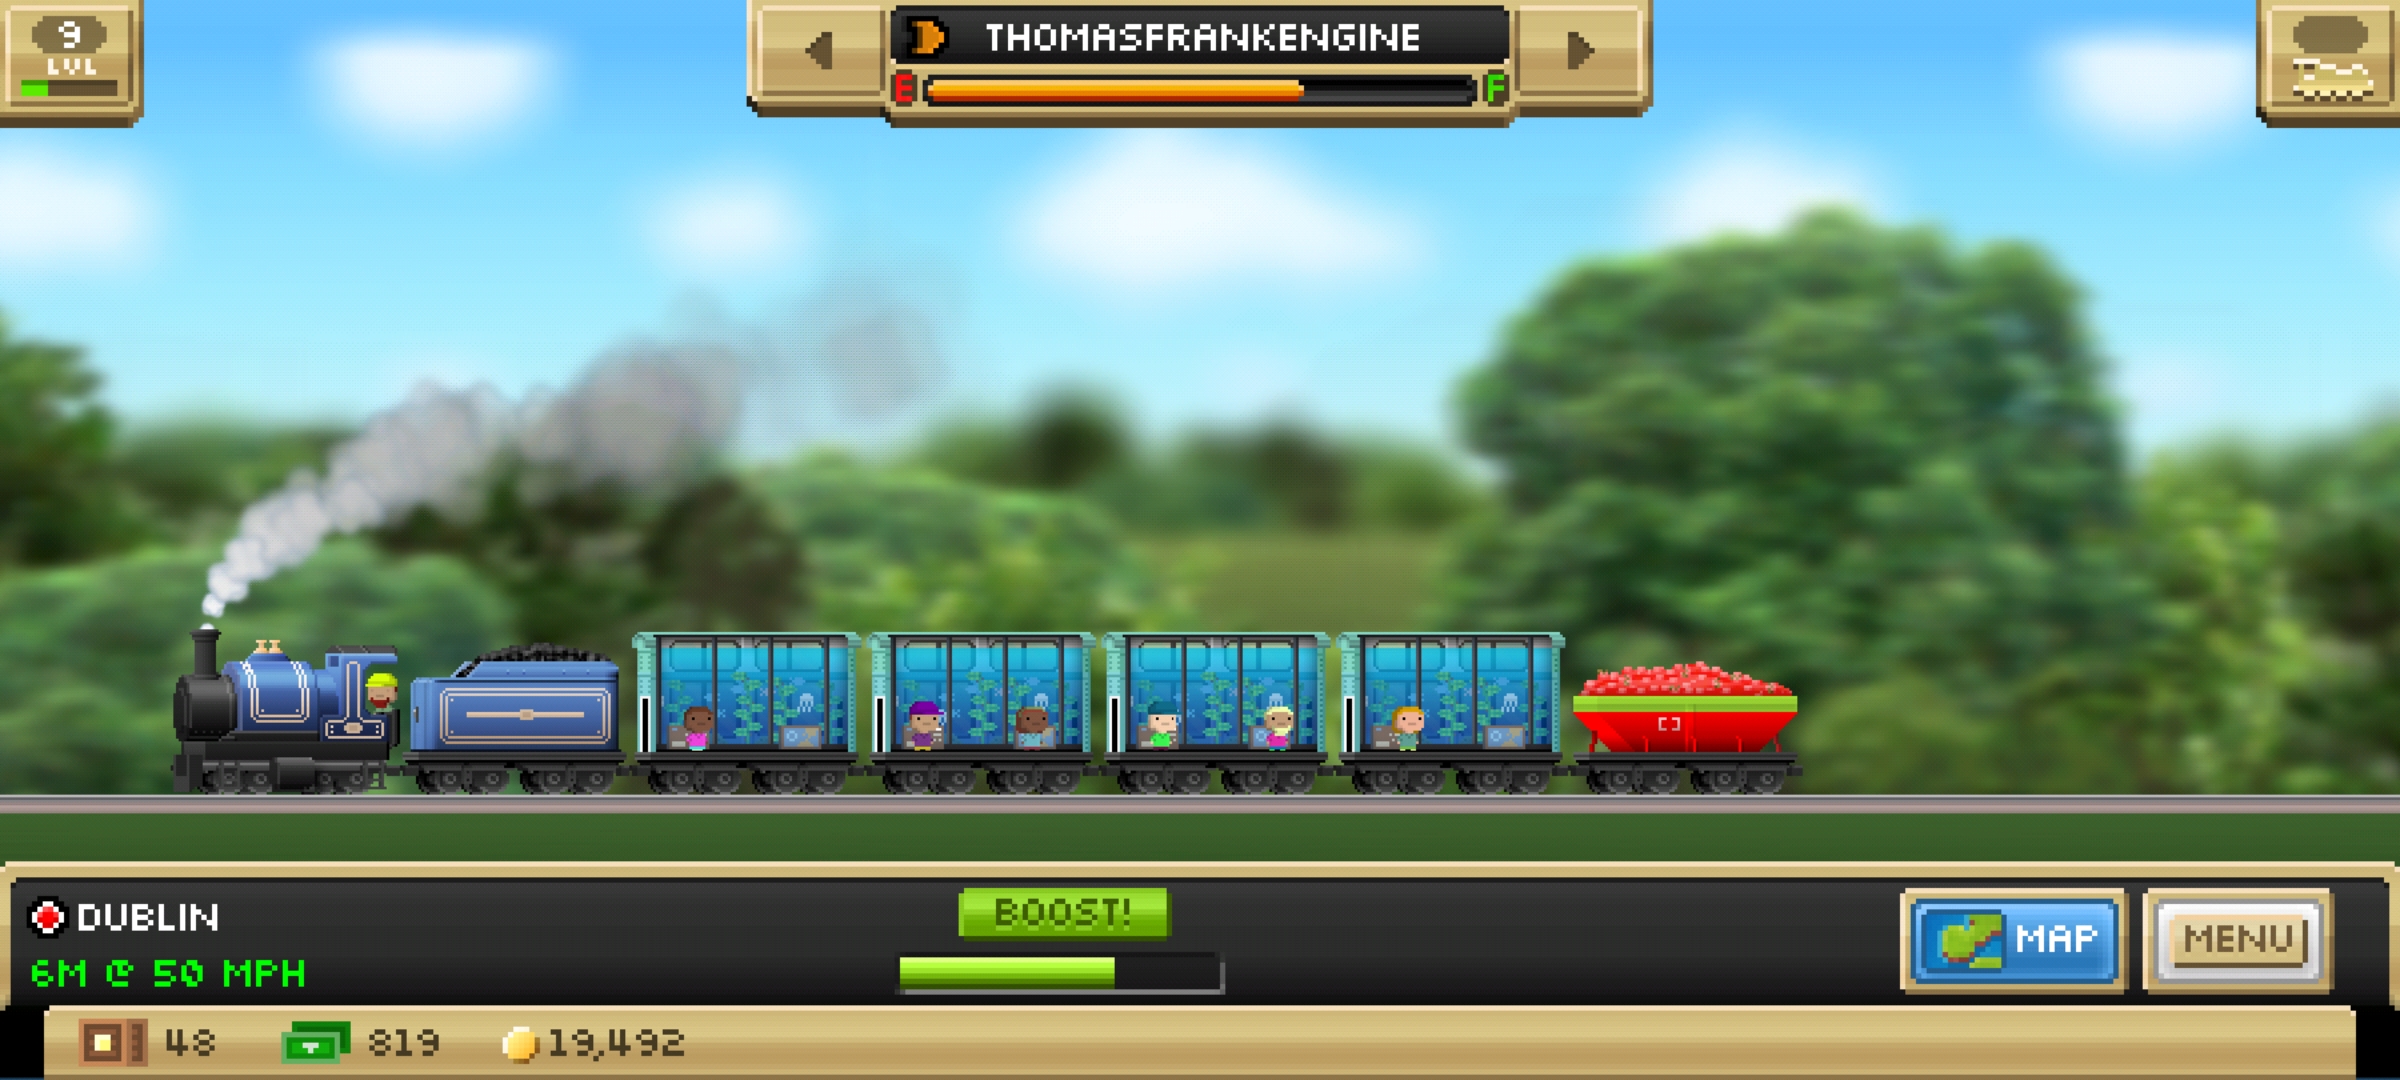 9
LVL
THOMASFRANKENGINE
E F
DUBLIN
6M @ 50 MPH
BOOST!
MAP
MENU
48 819 19,492